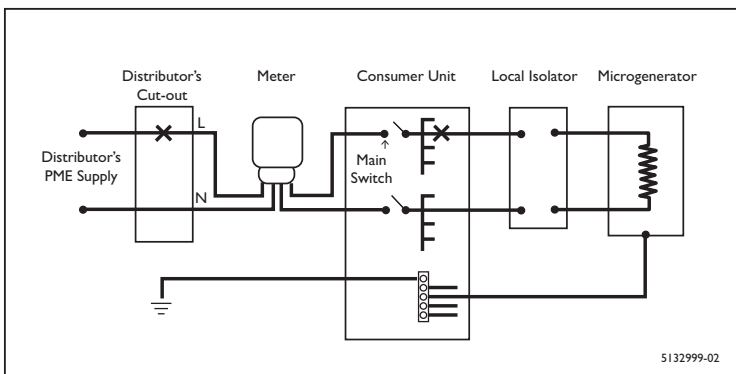 Distributor's
Cut-out
Meter
Consumer Unit
Local Isolator
Microgenerator
L
Distributor's
PME Supply
Main
Switch
N
5132999-02